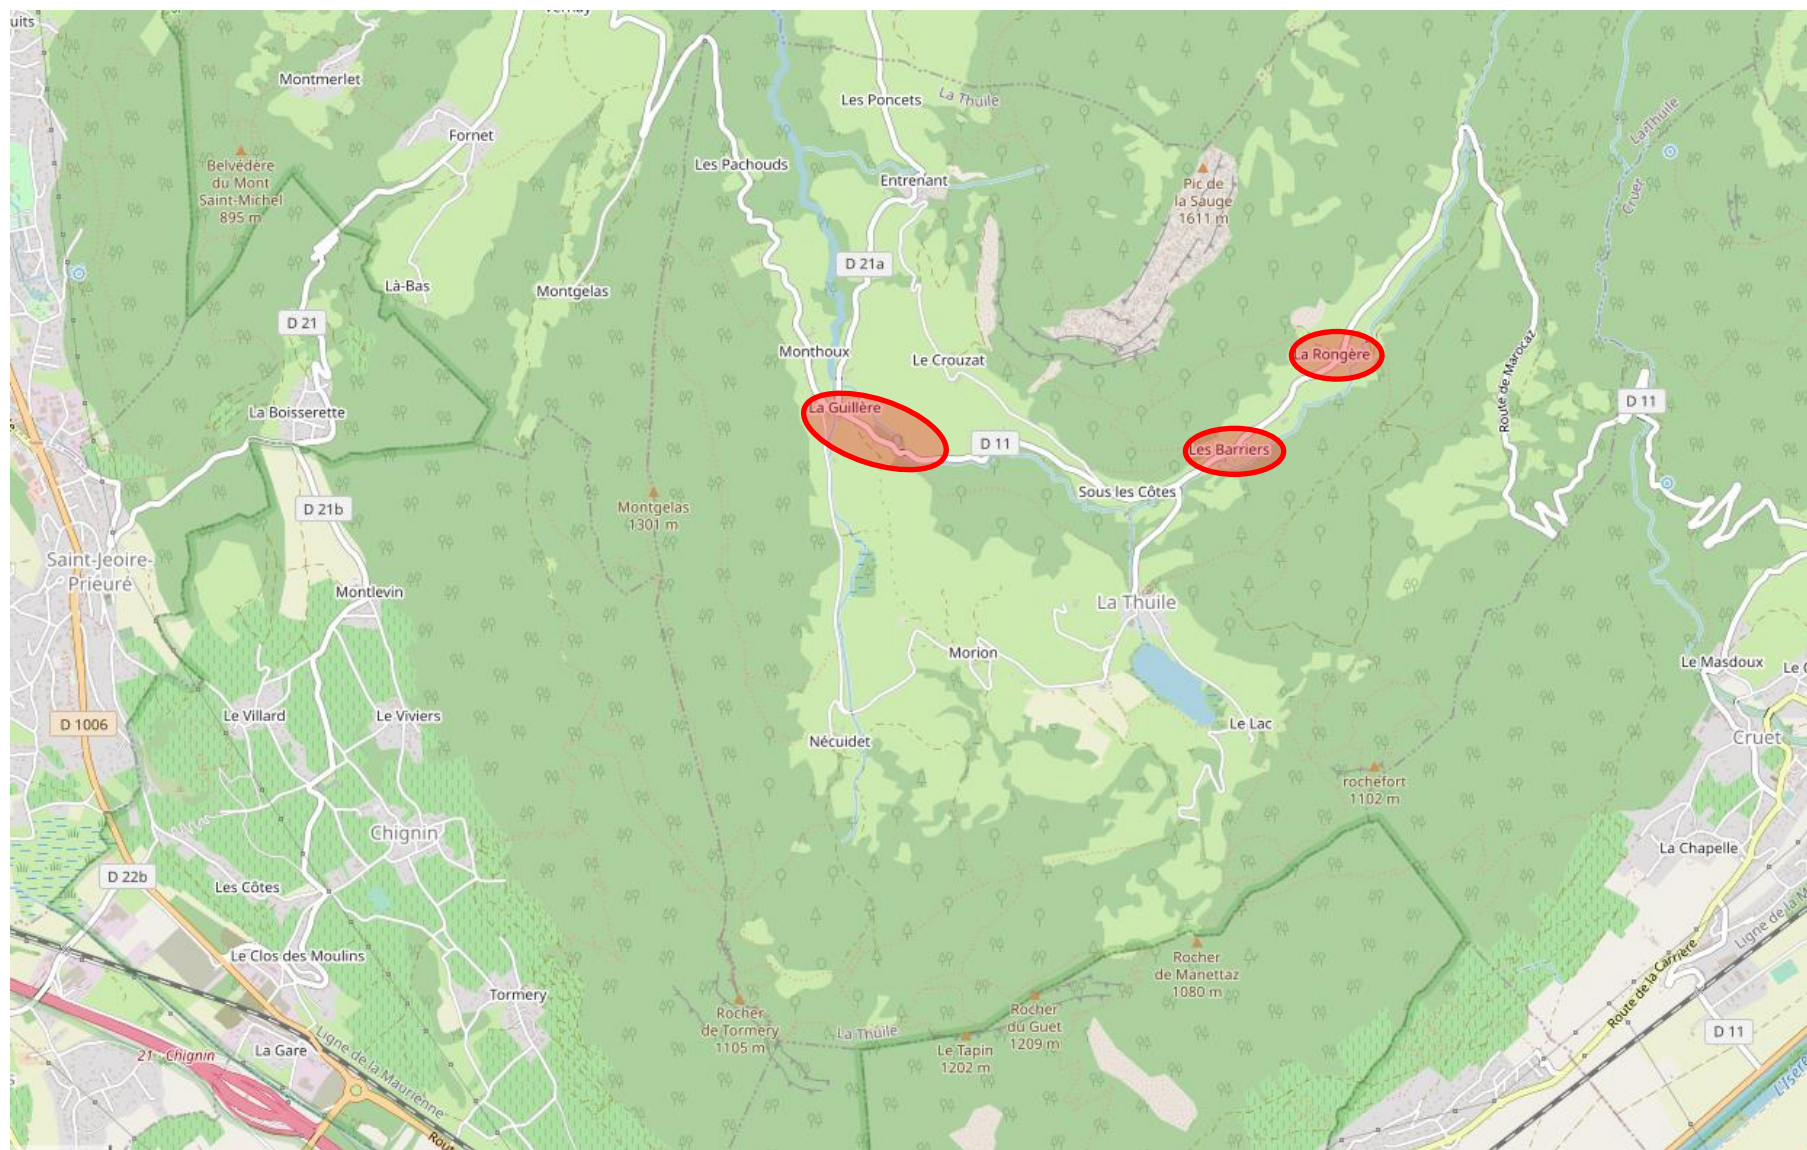 uits
Vernay
Montmerlet
Les Poncets
La Thuile
La Thuile
Cruet
Fornet
Belvédère
du Mont
Saint-Michel
895 m
Les Pachouds
Entrenant
Pic de
la Sauge
1611 m
D 21a
Là-Bas
Montgelas
D 21
Monthoux
Le Crouzat
La Rongère
Route de Marocaz
La Boisserette
La Guillère
D 11
D 11
Les Barriers
Sous les Côtes
D 21b
Montgelas
1301 m
Saint-Jeoire-
Prieuré
Montlevin
La Thuile
Morion
Le Masdoux
Le C
D 1006
Le Villard
Le Viviers
Nécuidet
Le Lac
Cruet
rochefort
1102 m
Chignin
La Chapelle
D 22b
Les Côtes
Ligne de la M
Le Clos des Moulins
Rocher
de Manettaz
1080 m
Route de la Carrière
Tormery
Rocher
de Tormery
1105 m
La Thuile
Rocher
du Guet
1209 m
D 11
Le Tapin
1202 m
21 - Chignin
La Gare
Ligne de la Maurienne
L'Isère
Rout